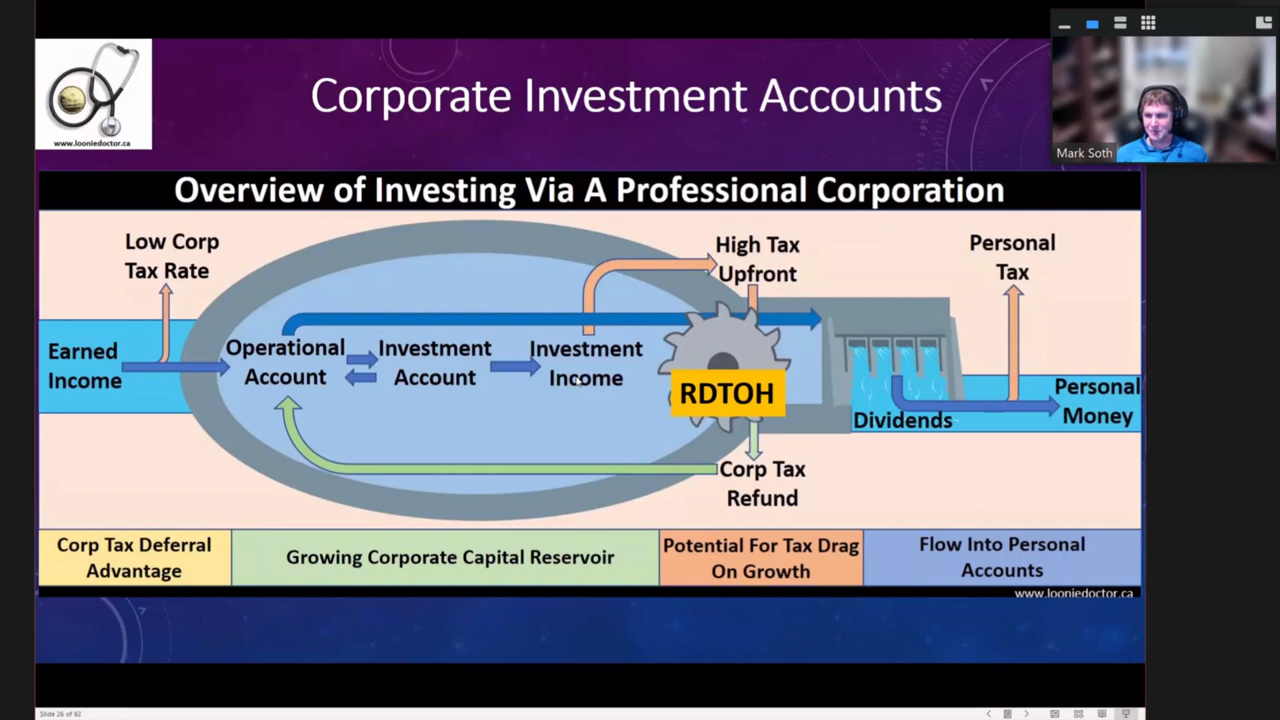 www.looniedoctor.ca
Corporate Investment Accounts
Mark Soth
Overview of Investing Via A Professional Corporation
Low Corp
Tax Rate
High Tax
Upfront
Personal
Tax
Earned
Income
Operational
Account
Investment
Account
Investment
Income
RDTOH
Dividends
Personal
Money
Corp Tax
Refund
Corp Tax Deferral
Advantage
Growing Corporate Capital Reservoir
Potential For Tax Drag
On Growth
Flow Into Personal
Accounts
www.looniedoctor.ca
Slide 26 of 92